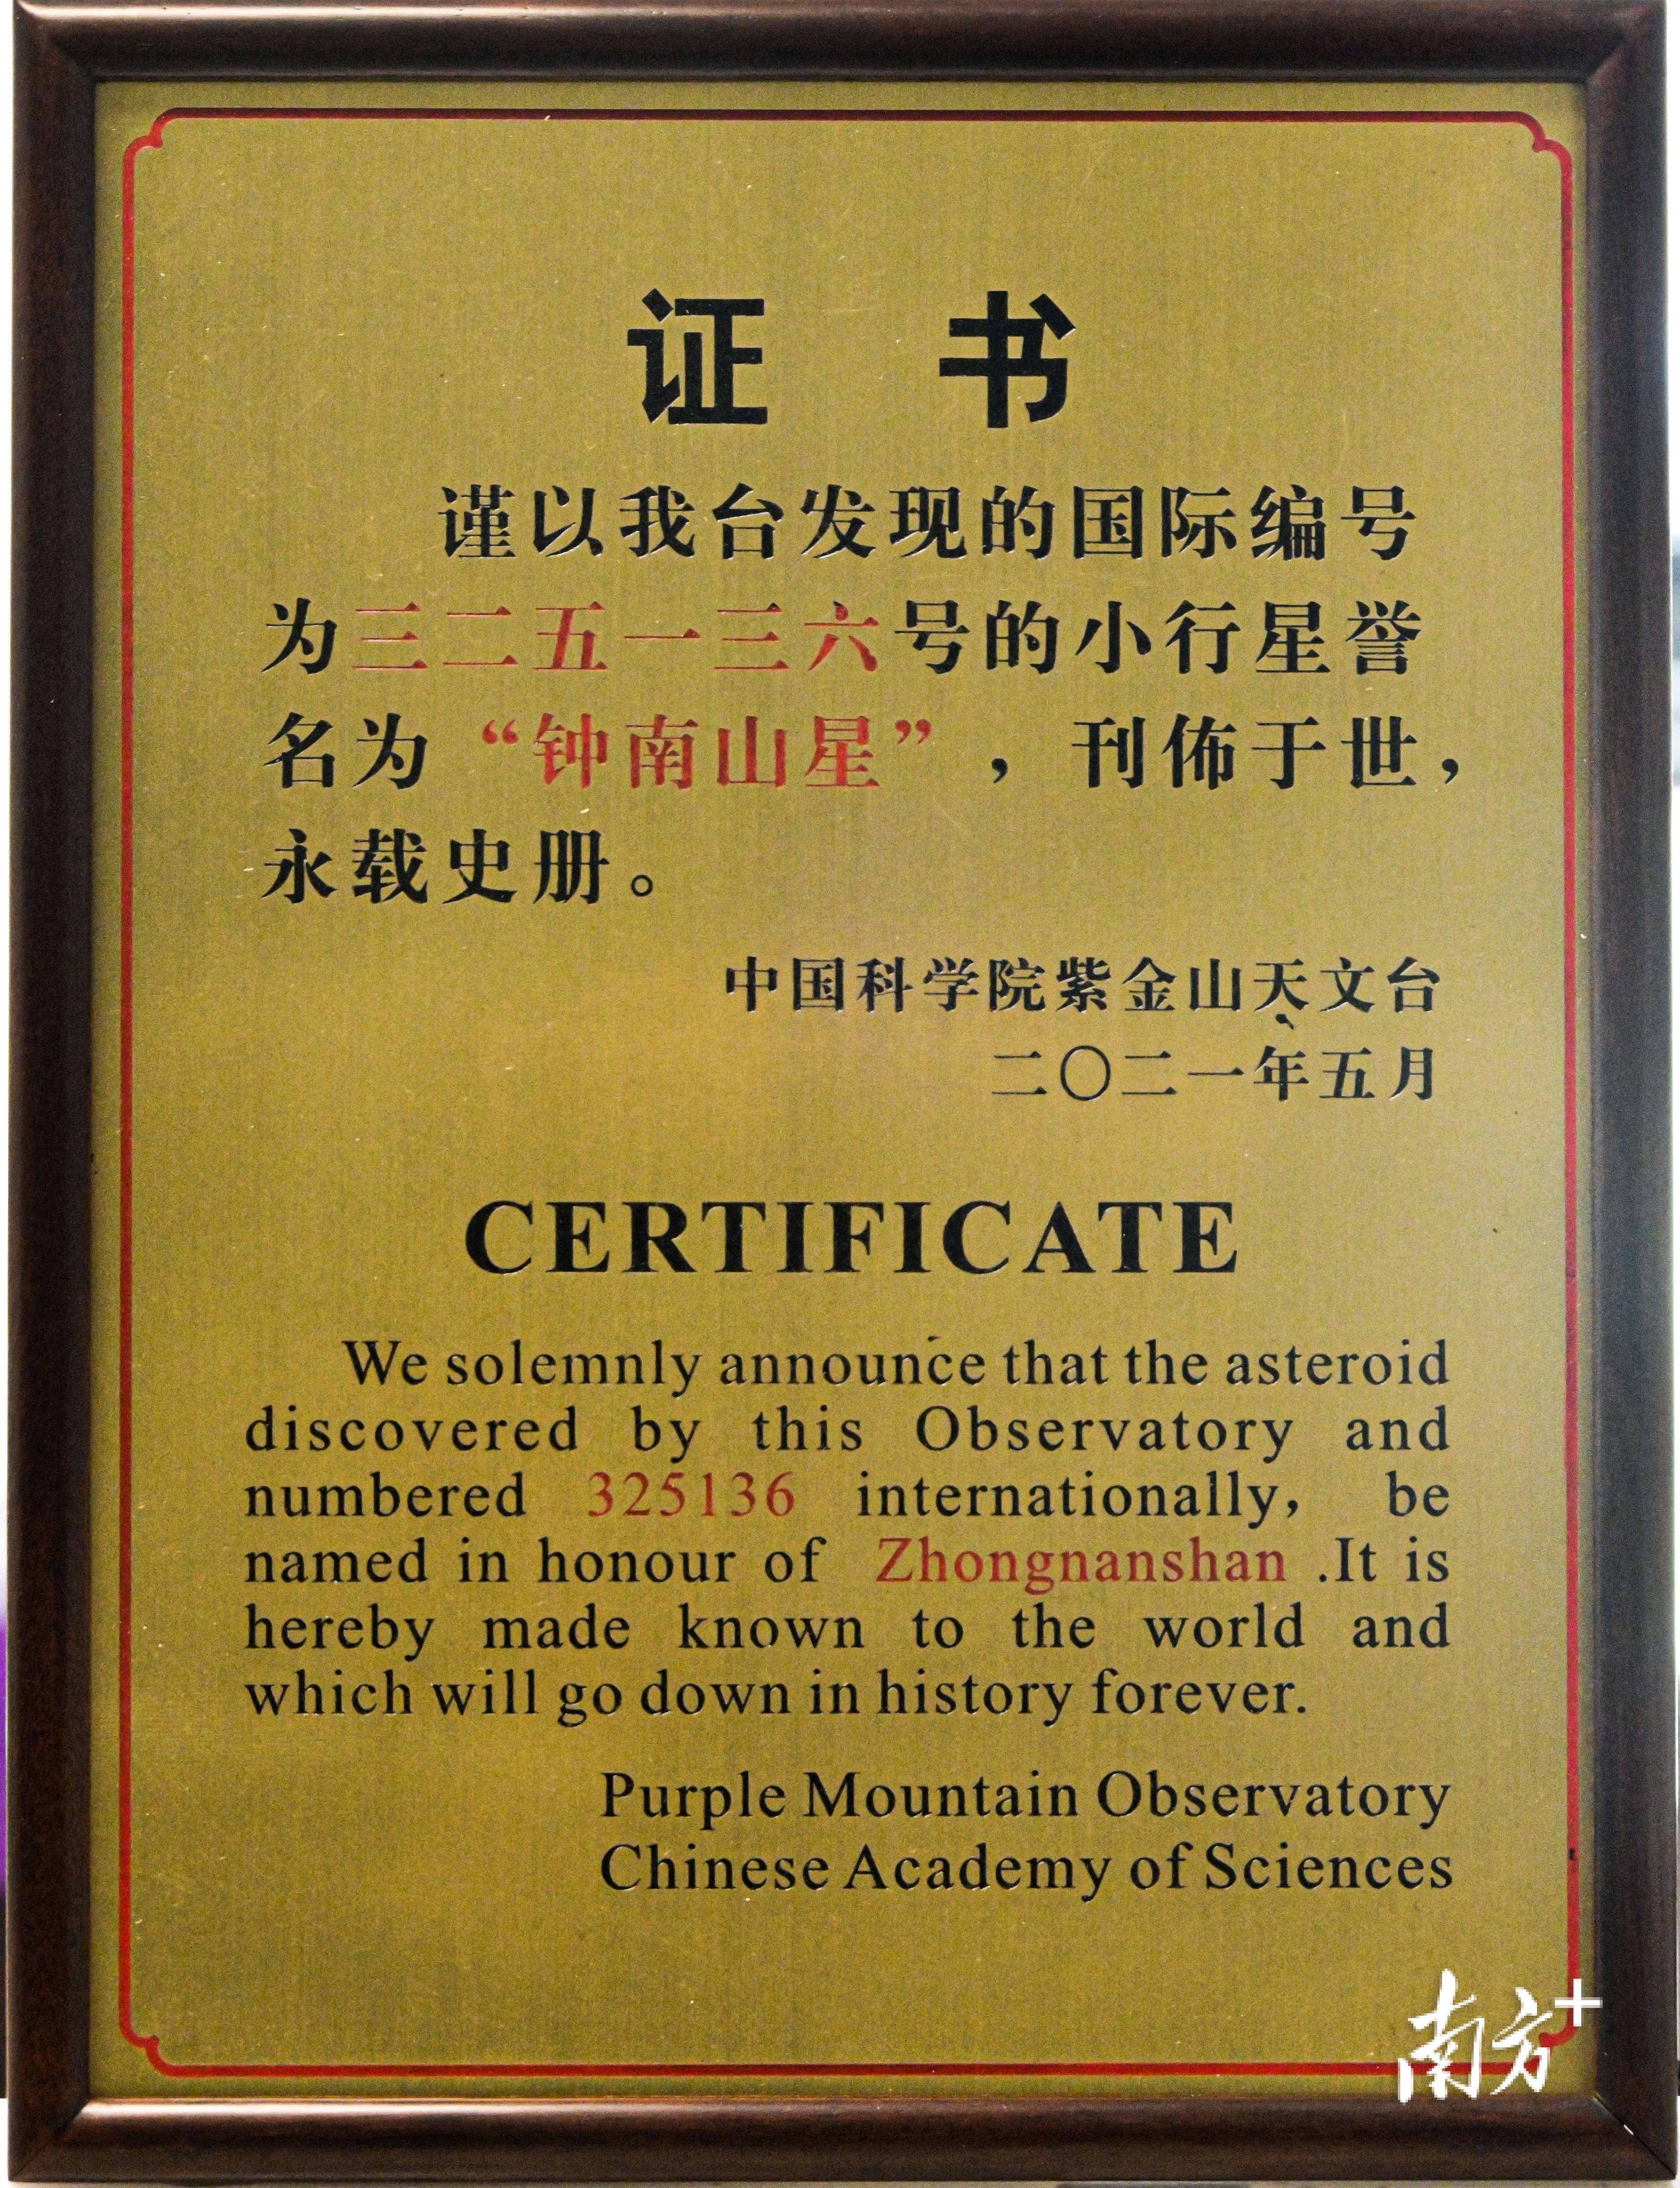 证 书
谨以我台发现的国际编号
为三二五一三六号的小行星誉
名为“钟南山星”，刊佈于世，
永载史册。
中国科学院紫金山天文台
二〇二一年五月
CERTIFICATE
We solemnly announce that the asteroid
discovered by this Observatory and
numbered 325136 internationally, be
named in honour of Zhongnanshan .It is
hereby made known to the world and
which will go down in history forever.
Purple Mountain Observatory
Chinese Academy of Sciences
南方+